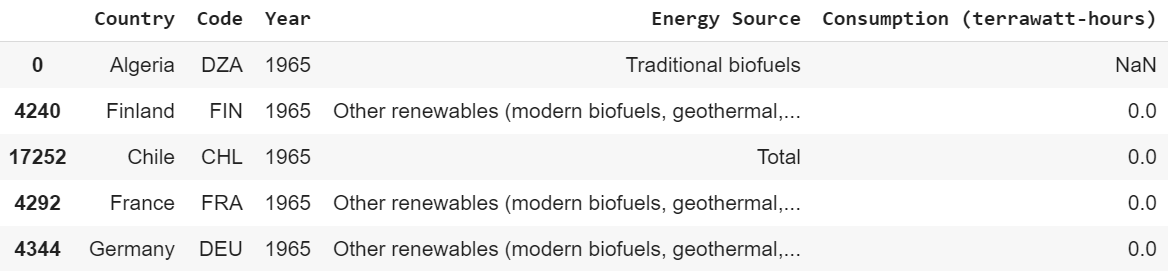 Country Code Year Energy Source Consumption (terrawatt-hours)
0 Algeria DZA 1965 Traditional biofuels NaN
4240 Finland FIN 1965 Other renewables (modern biofuels, geothermal,... 0.0
17252 Chile CHL 1965 Total 0.0
4292 France FRA 1965 Other renewables (modern biofuels, geothermal,... 0.0
4344 Germany DEU 1965 Other renewables (modern biofuels, geothermal,... 0.0